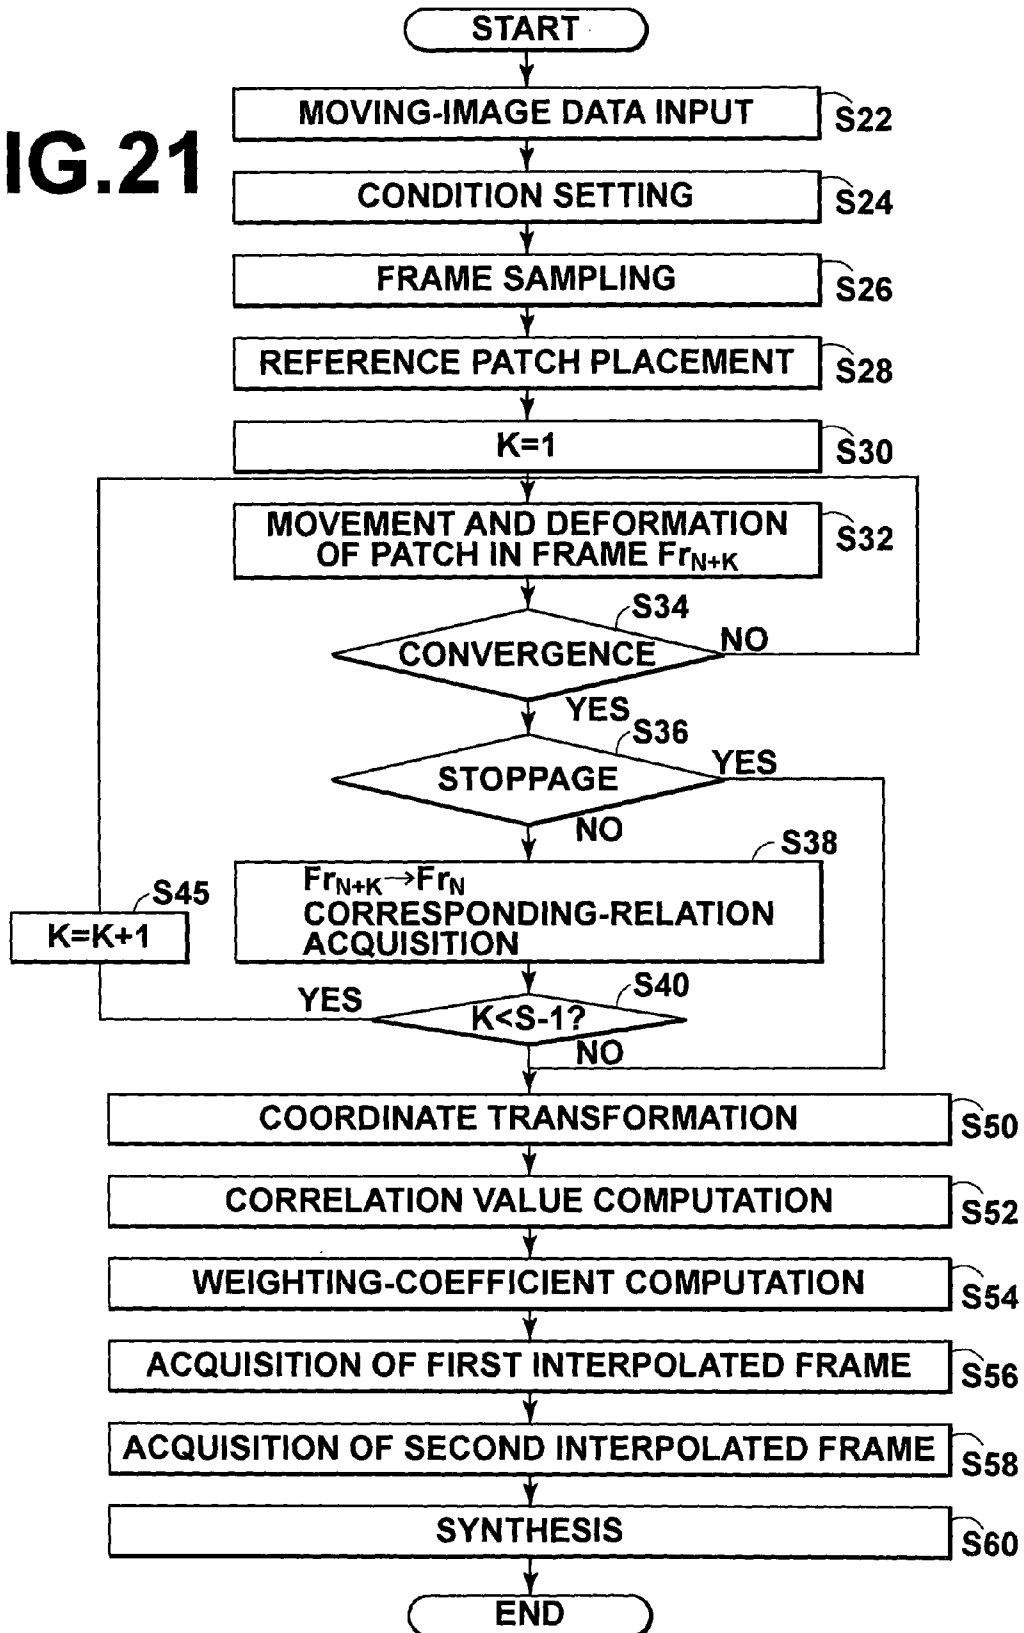 START
MOVING-IMAGE DATA INPUT
S22
IG.21
CONDITION SETTING
S24
FRAME SAMPLING
S26
REFERENCE PATCH PLACEMENT
S28
K=1
S30
MOVEMENT AND DEFORMATION
OF PATCH IN FRAME FrN+K
S32
S34
CONVERGENCE
NO
YES
S36
STOPPAGE
YES
NO
S38
FrN+K→FrN
CORRESPONDING-RELATION
ACQUISITION
S45
K=K+1
S40
YES
K<S-1?
NO
COORDINATE TRANSFORMATION
S50
CORRELATION VALUE COMPUTATION
S52
WEIGHTING-COEFFICIENT COMPUTATION
S54
ACQUISITION OF FIRST INTERPOLATED FRAME
S56
ACQUISITION OF SECOND INTERPOLATED FRAME
S58
SYNTHESIS
S60
END